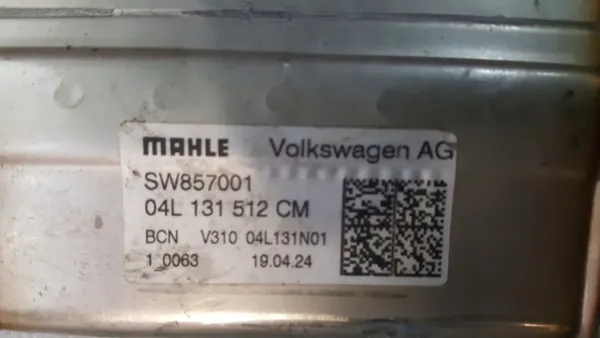 MAHLE Volkswagen AG
SW857001
04L 131 512 CM
BCN V310 04L131N01
1 0063 19.04.24